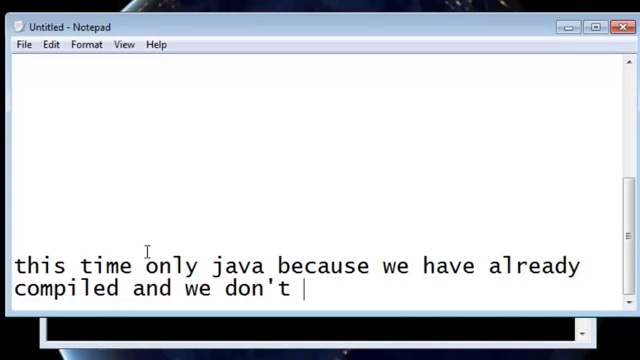 Untitled - Notepad
File Edit Format View Help
this time only java because we have already
compiled and we don't